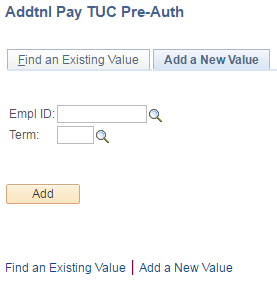 Addtnl Pay TUC Pre-Auth
Find an Existing Value Add a New Value
Empl ID:
Term:
Add
Find an Existing Value | Add a New Value